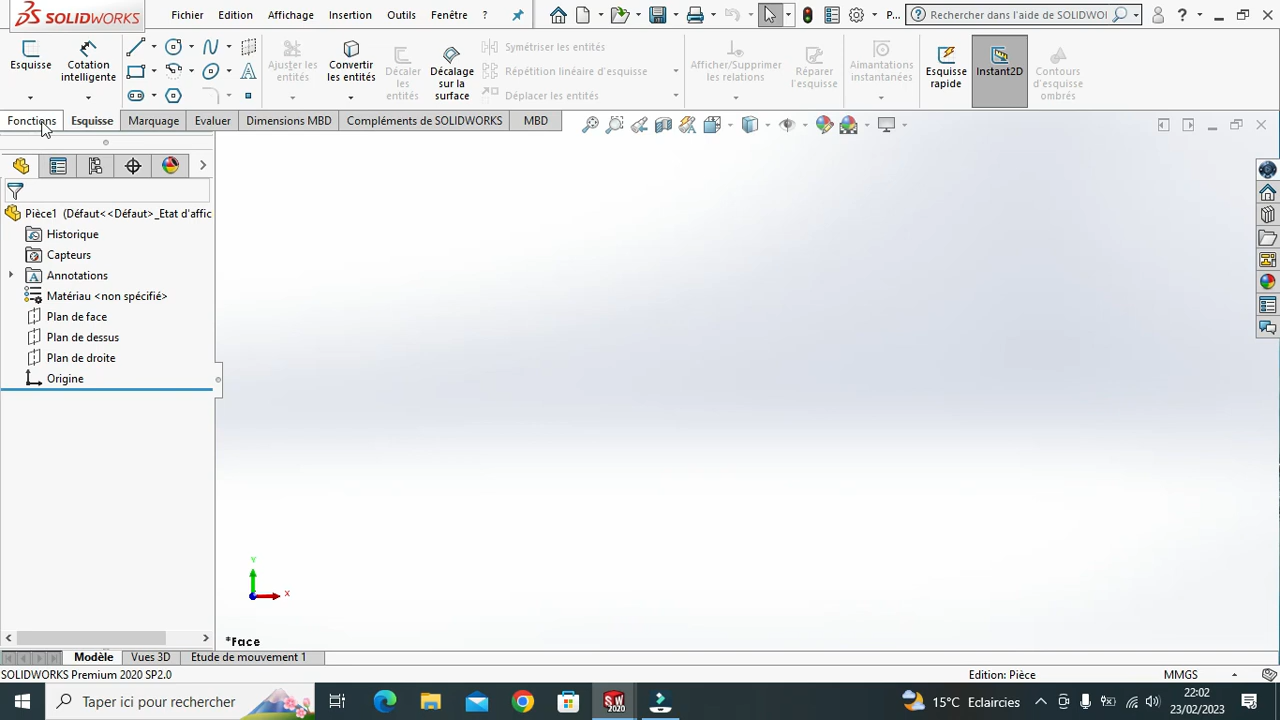 SOLIDWORKS
Fichier Edition Affichage Insertion Outils Fenêtre ?
P...
Rechercher dans l'aide de SOLIDWOI
Esquisse
Cotation intelligente
Ajuster les entités
Convertir les entités
Décaler les entités
Décalage sur la surface
Symétriser les entités
Répétition linéaire d'esquisse
Déplacer les entités
Afficher/Supprimer les relations
Réparer l'esquisse
Aimantations instantanées
Esquisse rapide
Instant2D
Contours d'esquisse ombrés
Fonctions Esquisse Marquage Evaluer Dimensions MBD Compléments de SOLIDWORKS MBD
Pièce1 (Défaut<<Défaut>_Etat d'affic
Historique
Capteurs
Annotations
Matériau <non spécifié>
Plan de face
Plan de dessus
Plan de droite
Origine
Y
X
*Face
Modèle Vues 3D Etude de mouvement 1
SOLIDWORKS Premium 2020 SP2.0
Edition: Pièce
MMGS
Taper ici pour rechercher
SW
2020
15°C Eclaircies
22:02
23/02/2023